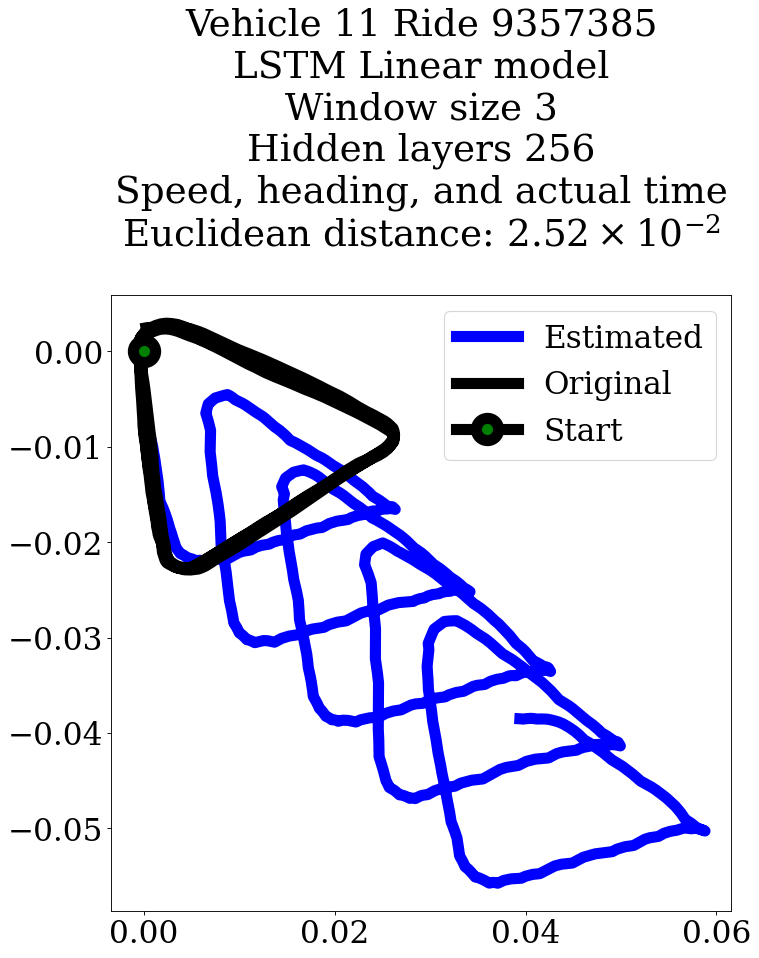 Vehicle 11 Ride 9357385
LSTM Linear model
Window size 3
Hidden layers 256
Speed, heading, and actual time
Euclidean distance: 2.52 × 10⁻²
Estimated
Original
Start
0.00
−0.01
−0.02
−0.03
−0.04
−0.05
0.00 0.02 0.04 0.06